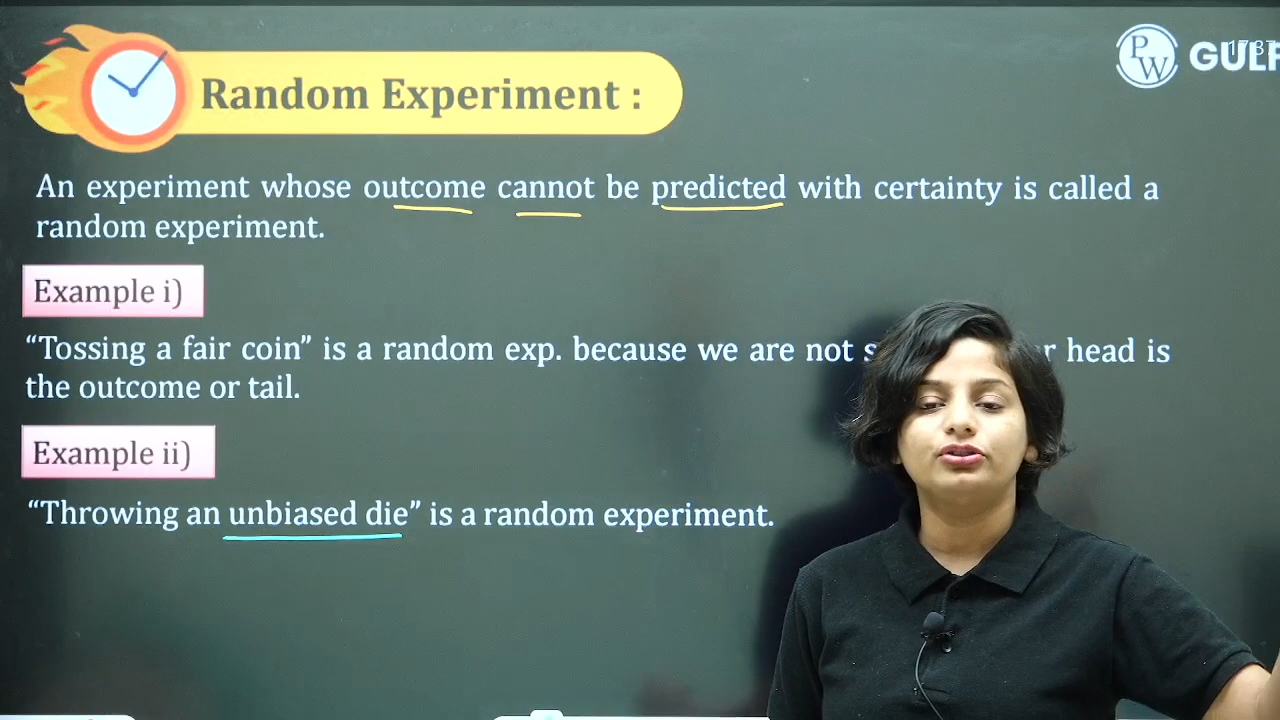 Random Experiment :
PW GULF
An experiment whose outcome cannot be predicted with certainty is called a
random experiment.
Example i)
“Tossing a fair coin” is a random exp. because we are not head is
the outcome or tail.
Example ii)
“Throwing an unbiased die” is a random experiment.